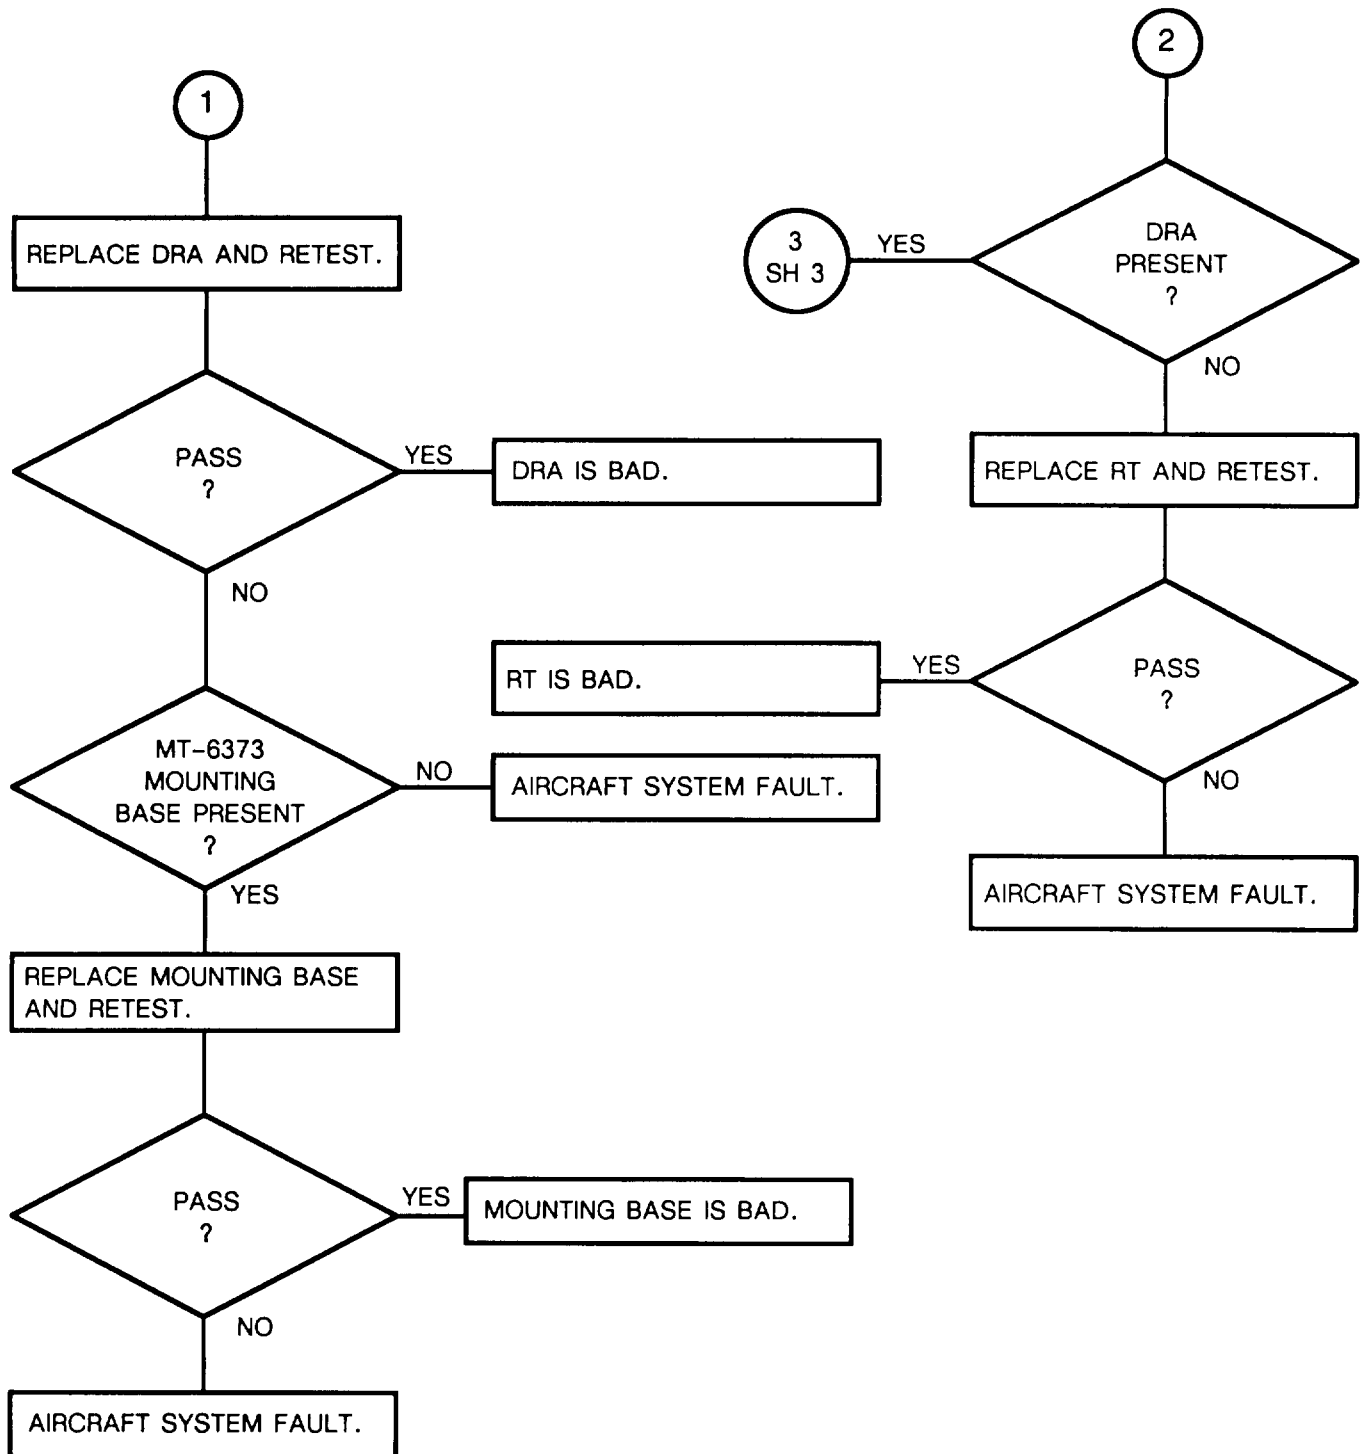 1
REPLACE DRA AND RETEST.
PASS
?
YES
DRA IS BAD.
NO
MT-6373
MOUNTING
BASE PRESENT
?
NO
AIRCRAFT SYSTEM FAULT.
YES
REPLACE MOUNTING BASE
AND RETEST.
PASS
?
YES
MOUNTING BASE IS BAD.
NO
AIRCRAFT SYSTEM FAULT.
2
DRA
PRESENT
?
YES
3
SH 3
NO
REPLACE RT AND RETEST.
PASS
?
YES
RT IS BAD.
NO
AIRCRAFT SYSTEM FAULT.